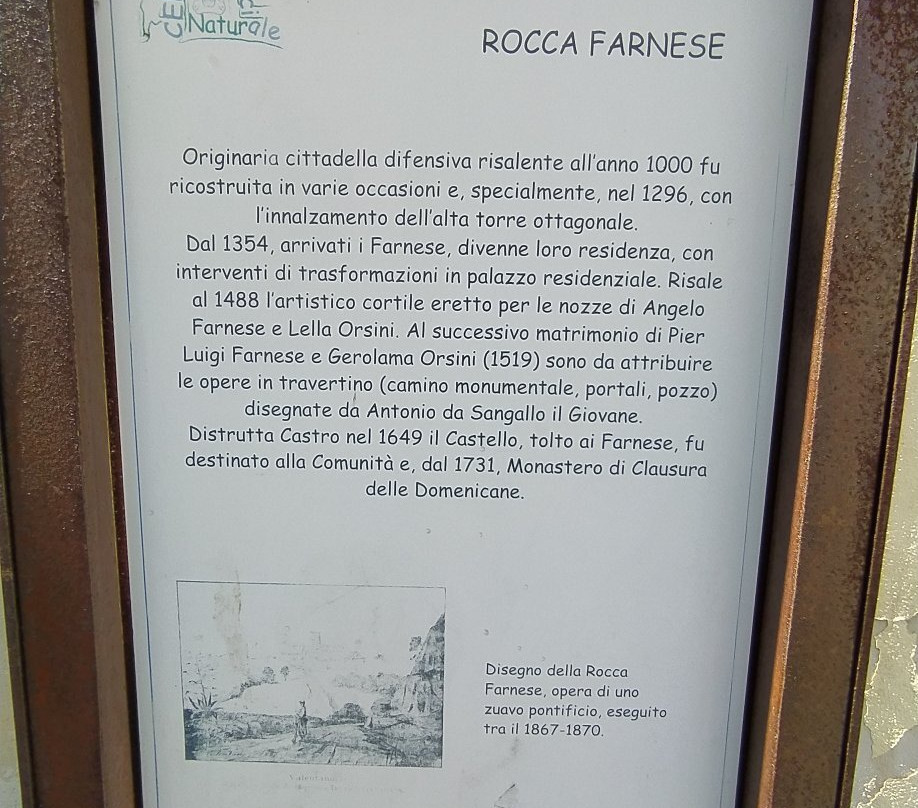 Naturale
ROCCA FARNESE
Originaria cittadella difensiva risalente all'anno 1000 fu
ricostruita in varie occasioni e, specialmente, nel 1296, con
l'innalzamento dell'alta torre ottagonale.
Dal 1354, arrivati i Farnese, divenne loro residenza, con
interventi di trasformazioni in palazzo residenziale. Risale
al 1488 l'artistico cortile eretto per le nozze di Angelo
Farnese e Lella Orsini. Al successivo matrimonio di Pier
Luigi Farnese e Gerolama Orsini (1519) sono da attribuire
le opere in travertino (camino monumentale, portali, pozzo)
disegnate da Antonio da Sangallo il Giovane.
Distrutta Castro nel 1649 il Castello, tolto ai Farnese, fu
destinato alla Comunità e, dal 1731, Monastero di Clausura
delle Domenicane.
Disegno della Rocca
Farnese, opera di uno
zuavo pontificio, eseguito
tra il 1867-1870.